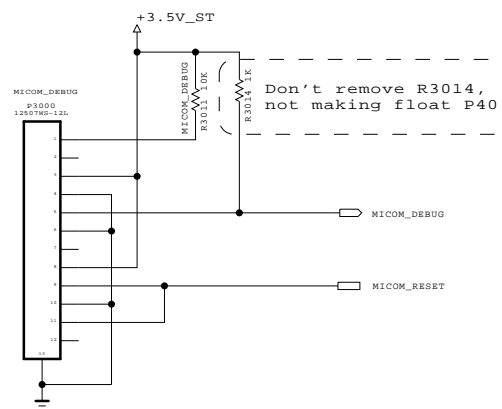 +3.5V_ST
MICOM_DEBUG
P3000
12507WS-12L
MICOM_DEBUG
R3011 10K
R3014 1K
Don't remove R3014,
not making float P40
1
2
3
4
5
6
7
8
9
10
11
12
13
MICOM_DEBUG
MICOM_RESET